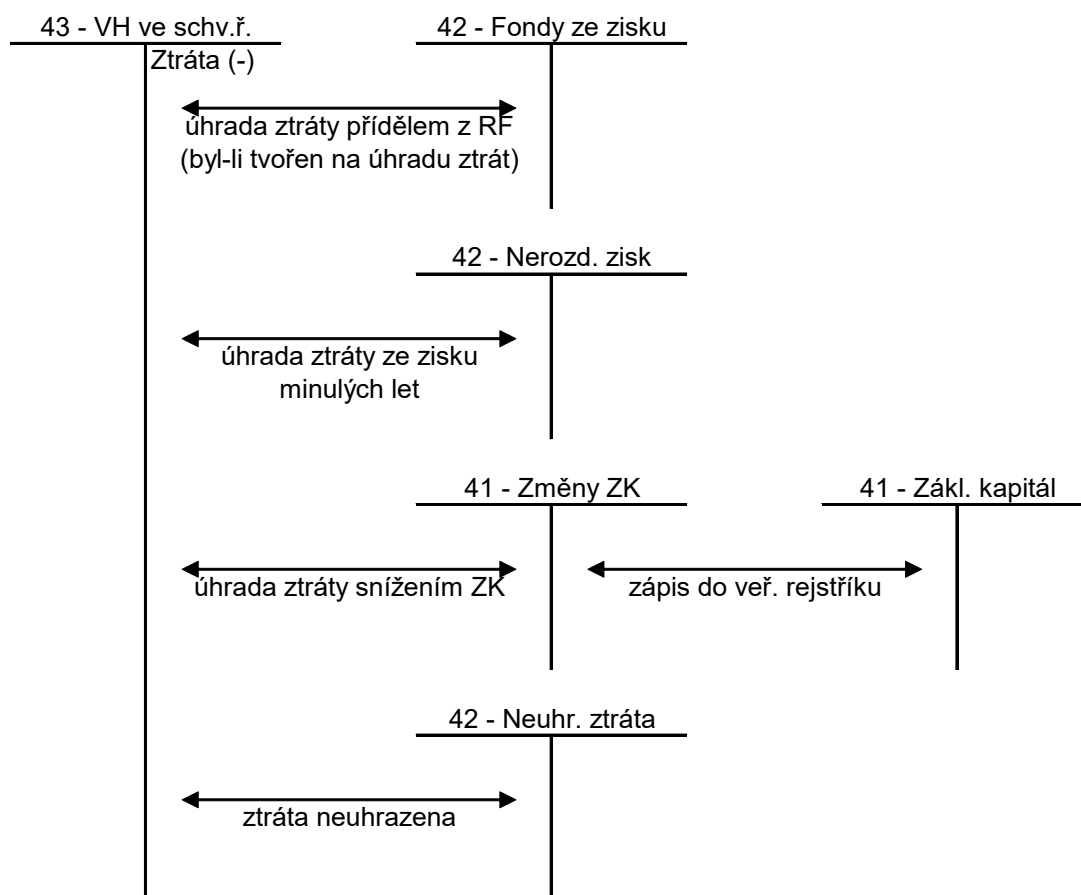 43 - VH ve schv.ř.
42 - Fondy ze zisku
Ztráta (-)
úhrada ztráty přídělem z RF
(byl-li tvořen na úhradu ztrát)
42 - Nerozd. zisk
úhrada ztráty ze zisku
minulých let
41 - Změny ZK
41 - Zákl. kapitál
úhrada ztráty snížením ZK
zápis do veř. rejstříku
42 - Neuhr. ztráta
ztráta neuhrazena